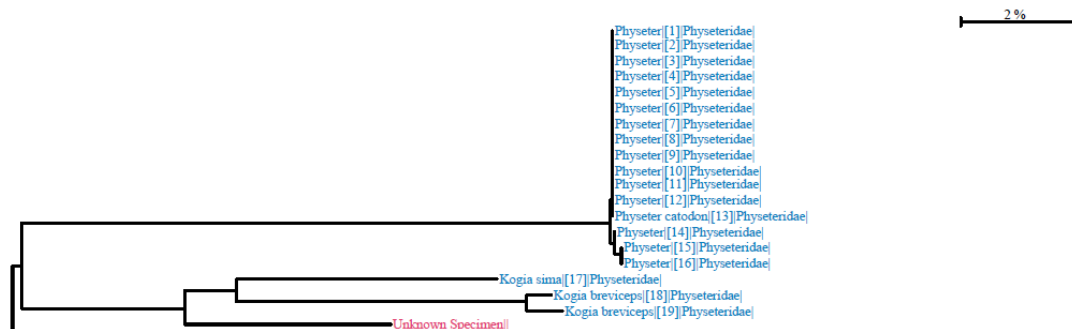 2 %
Physeter|[1]|Physeteridae|
Physeter|[2]|Physeteridae|
Physeter|[3]|Physeteridae|
Physeter|[4]|Physeteridae|
Physeter|[5]|Physeteridae|
Physeter|[6]|Physeteridae|
Physeter|[7]|Physeteridae|
Physeter|[8]|Physeteridae|
Physeter|[9]|Physeteridae|
Physeter|[10]|Physeteridae|
Physeter|[11]|Physeteridae|
Physeter|[12]|Physeteridae|
Physeter catodon|[13]|Physeteridae|
Physeter|[14]|Physeteridae|
Physeter|[15]|Physeteridae|
Physeter|[16]|Physeteridae|
Kogia sima|[17]|Physeteridae|
Kogia breviceps|[18]|Physeteridae|
Kogia breviceps|[19]|Physeteridae|
Unknown Specimen||